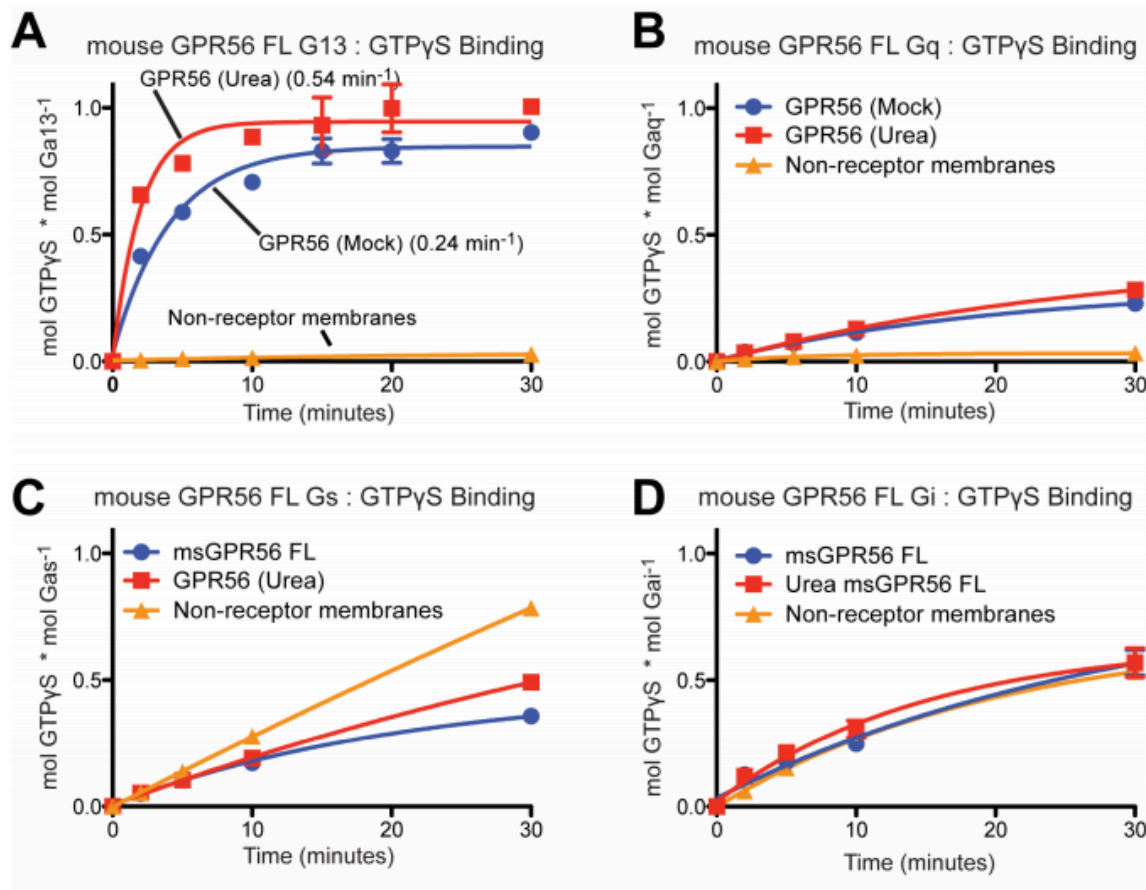 A
mouse GPR56 FL G13 : GTPγS Binding
GPR56 (Urea) (0.54 min-1)
1.0
0.5
0.0
mol GTPγS * mol Ga13-1
GPR56 (Mock) (0.24 min-1)
Non-receptor membranes
0 10 20 30
Time (minutes)
B
mouse GPR56 FL Gq : GTPγS Binding
GPR56 (Mock)
GPR56 (Urea)
Non-receptor membranes
1.0
0.5
0.0
mol GTPγS * mol Gaq-1
0 10 20 30
Time (minutes)
C
mouse GPR56 FL Gs : GTPγS Binding
msGPR56 FL
GPR56 (Urea)
Non-receptor membranes
1.0
0.5
0.0
mol GTPγS * mol Gas-1
0 10 20 30
Time (minutes)
D
mouse GPR56 FL Gi : GTPγS Binding
msGPR56 FL
Urea msGPR56 FL
Non-receptor membranes
1.0
0.5
0.0
mol GTPγS * mol Gai-1
0 10 20 30
Time (minutes)